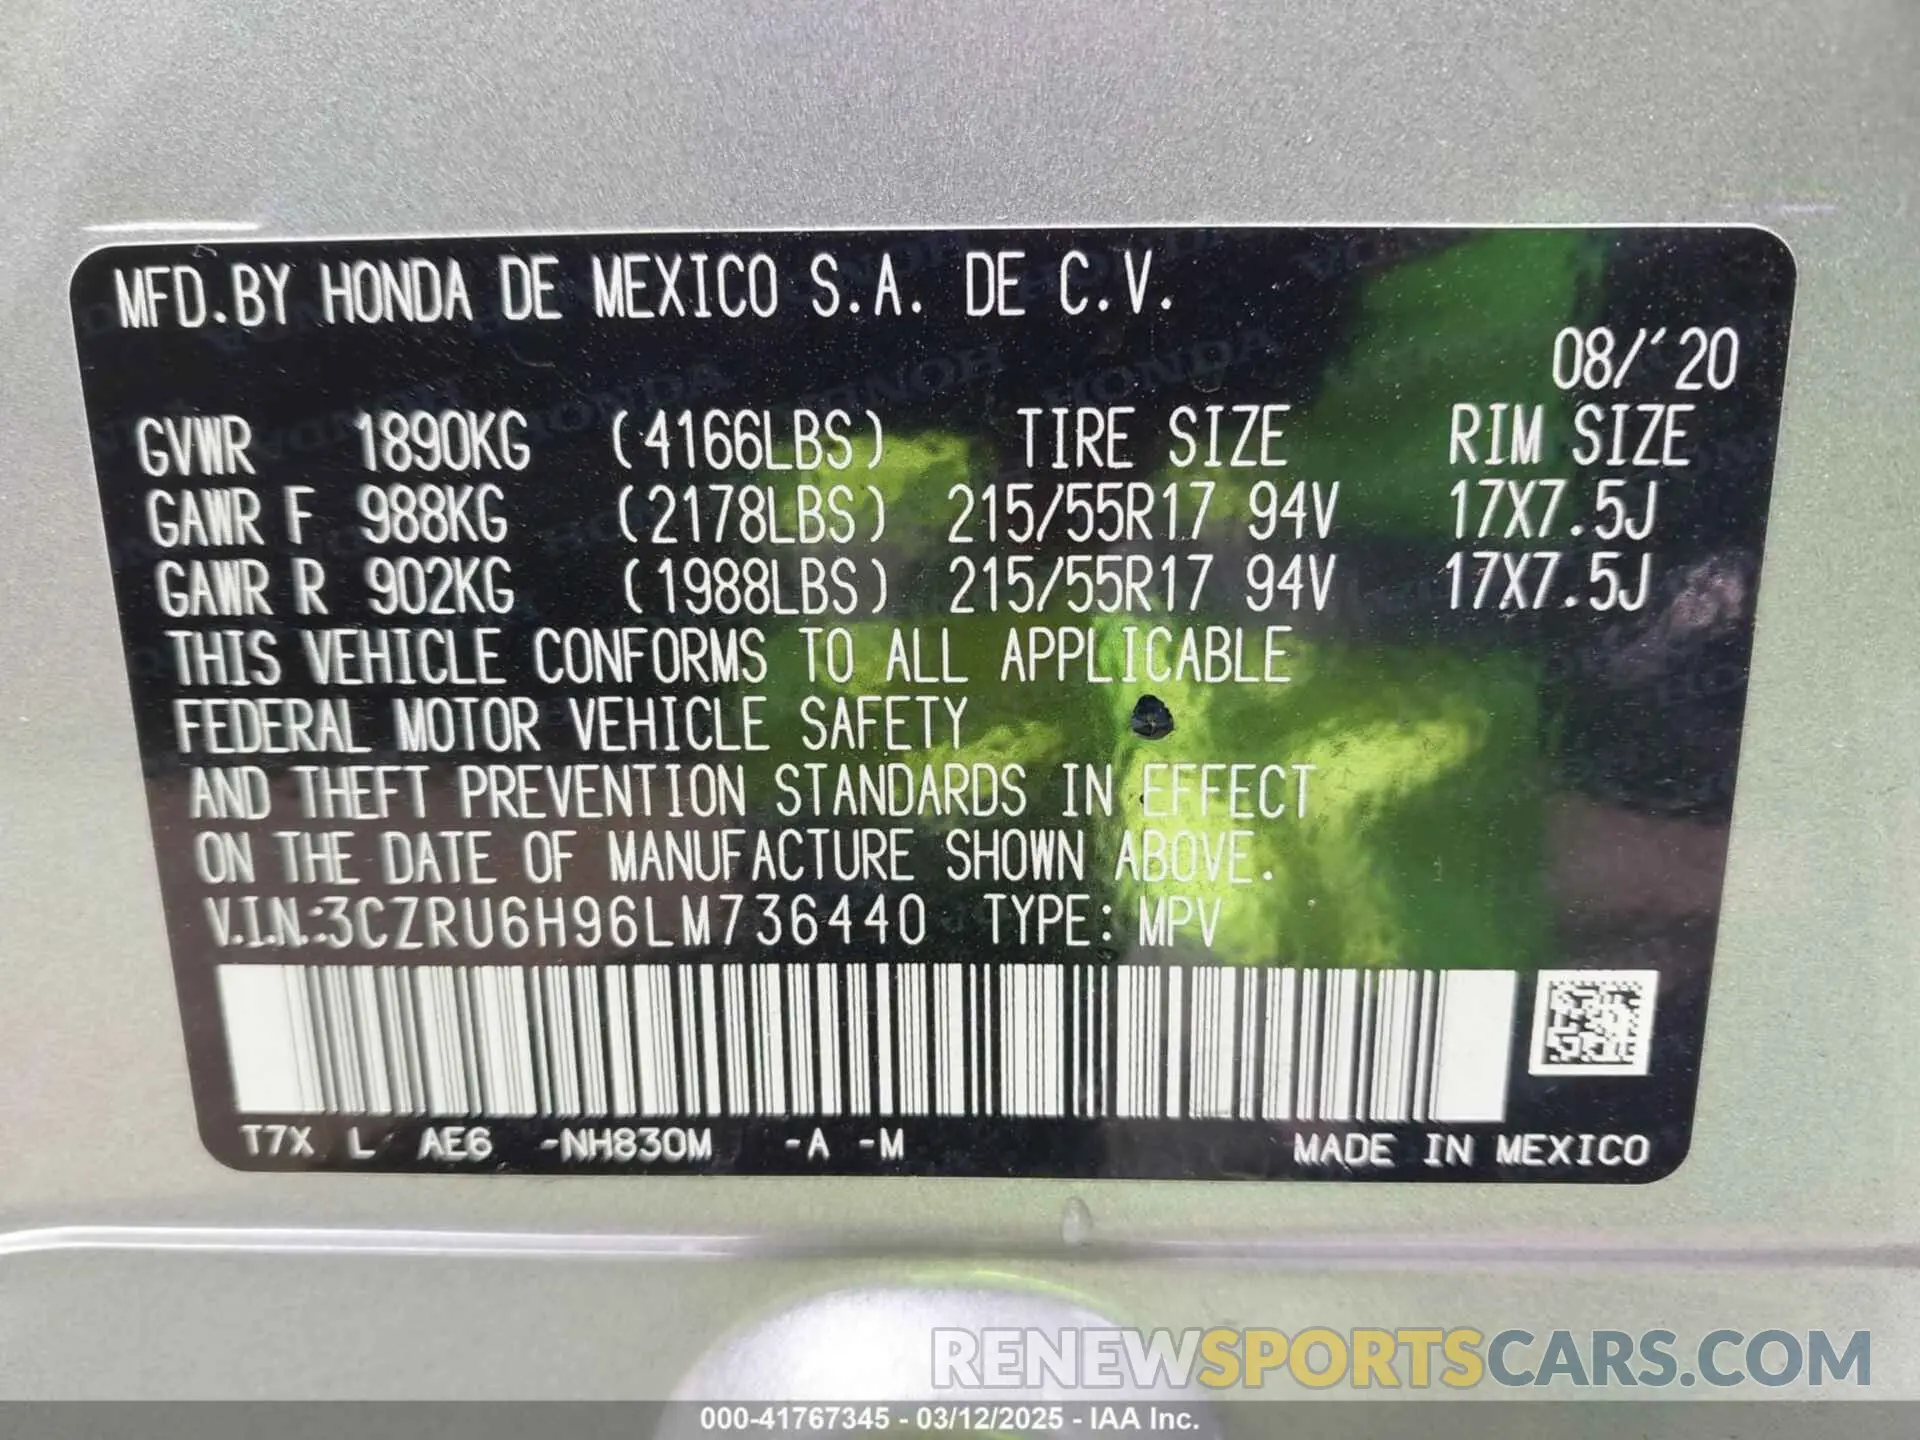 MFD.BY HONDA DE MEXICO S.A. DE C.V.
08/'20
GVWR 1890KG (4166LBS) TIRE SIZE RIM SIZE
GAWR F 988KG (2178LBS) 215/55R17 94V 17X7.5J
GAWR R 902KG (1988LBS) 215/55R17 94V 17X7.5J
THIS VEHICLE CONFORMS TO ALL APPLICABLE
FEDERAL MOTOR VEHICLE SAFETY
AND THEFT PREVENTION STANDARDS IN EFFECT
ON THE DATE OF MANUFACTURE SHOWN ABOVE.
V.I.N.:3CZRU6H96LM736440 TYPE: MPV
T7X L AE6 -NH830M -A -M MADE IN MEXICO
RENEWSPORTSCARS.COM
000-41767345 - 03/12/2025 - IAA Inc.